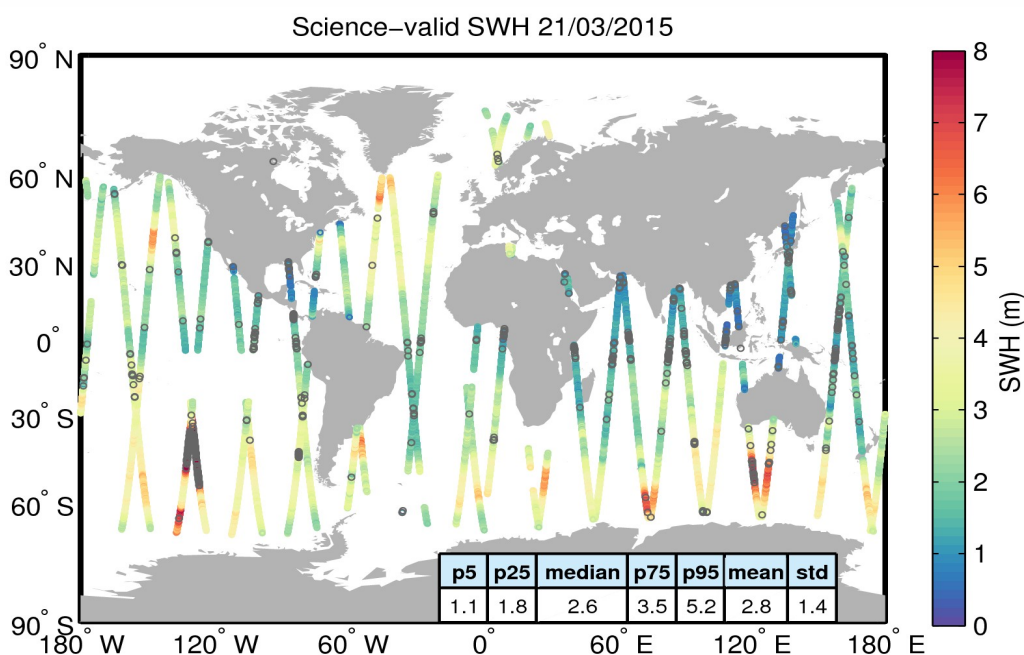 Science−valid SWH 21/03/2015
90° N
60° N
30° N
0°
30° S
60° S
90° S
180° W
120° W
60° W
0°
60° E
120° E
180° E
p5 p25 median p75 p95 mean std
1.1 1.8 2.6 3.5 5.2 2.8 1.4
8
7
6
5
4
3
2
1
0
SWH (m)